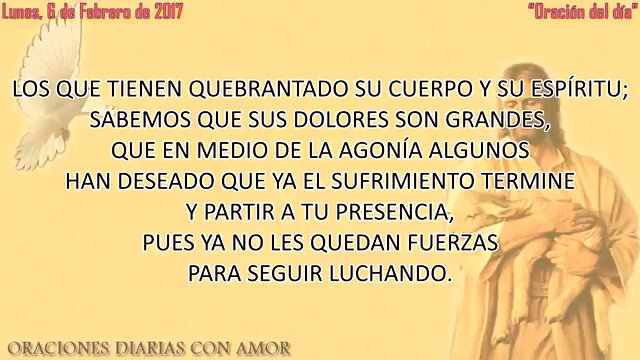 Lunes, 6 de Febrero de 2017
"Oración del día"
LOS QUE TIENEN QUEBRANTADO SU CUERPO Y SU ESPÍRITU;
SABEMOS QUE SUS DOLORES SON GRANDES,
QUE EN MEDIO DE LA AGONÍA ALGUNOS
HAN DESEADO QUE YA EL SUFRIMIENTO TERMINE
Y PARTIR A TU PRESENCIA,
PUES YA NO LES QUEDAN FUERZAS
PARA SEGUIR LUCHANDO.
ORACIONES DIARIAS CON AMOR